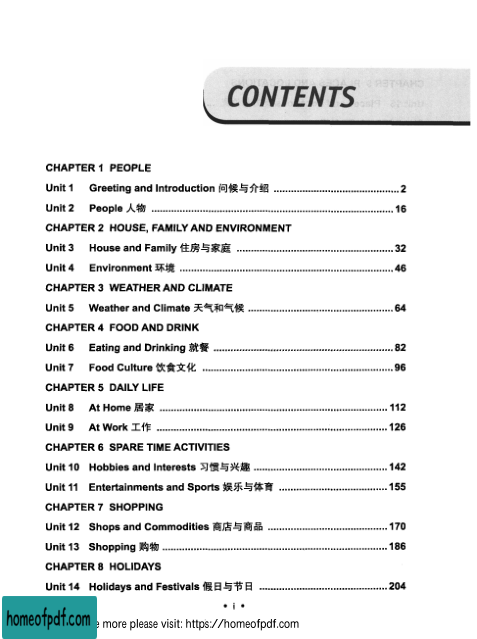 CONTENTS
CHAPTER 1 PEOPLE
Unit 1 Greeting and Introduction 问候与介绍 ............................................ 2
Unit 2 People 人物 .................................................................................... 16
CHAPTER 2 HOUSE, FAMILY AND ENVIRONMENT
Unit 3 House and Family 住房与家庭 ...................................................... 32
Unit 4 Environment 环境 .......................................................................... 46
CHAPTER 3 WEATHER AND CLIMATE
Unit 5 Weather and Climate 天气和气候 .................................................. 64
CHAPTER 4 FOOD AND DRINK
Unit 6 Eating and Drinking 就餐 .............................................................. 82
Unit 7 Food Culture 饮食文化 .................................................................. 96
CHAPTER 5 DAILY LIFE
Unit 8 At Home 居家 ............................................................................... 112
Unit 9 At Work 工作 ................................................................................ 126
CHAPTER 6 SPARE TIME ACTIVITIES
Unit 10 Hobbies and Interests 习惯与兴趣 .............................................. 142
Unit 11 Entertainments and Sports 娱乐与体育 ...................................... 155
CHAPTER 7 SHOPPING
Unit 12 Shops and Commodities 商店与商品 .......................................... 170
Unit 13 Shopping 购物 ............................................................................. 186
CHAPTER 8 HOLIDAYS
Unit 14 Holidays and Festivals 假日与节日 ............................................. 204
• i •
homeofpdf.com
e more please visit: https://homeofpdf.com